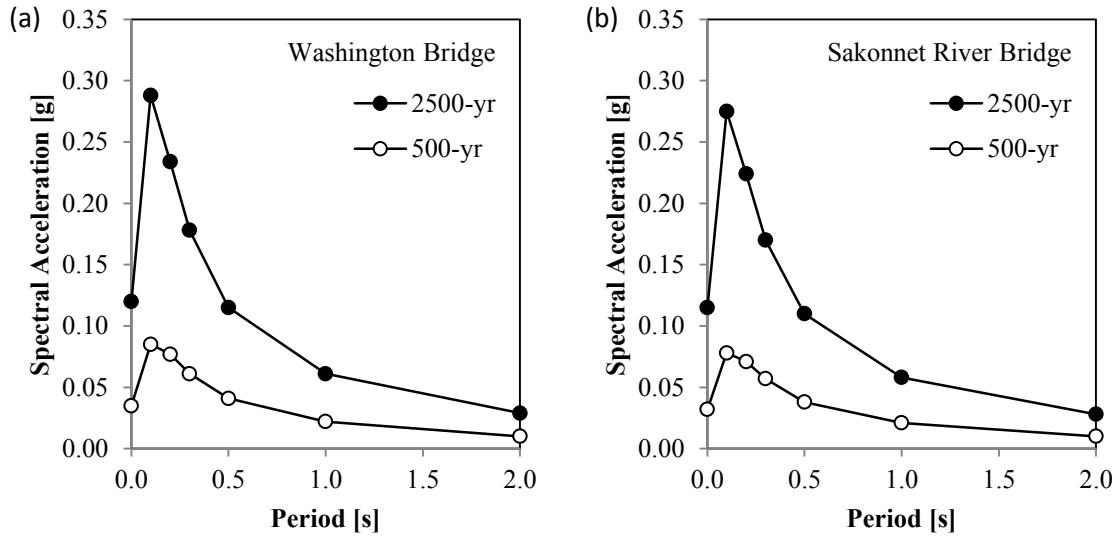 (a)
Spectral Acceleration [g]
0.35
0.30
0.25
0.20
0.15
0.10
0.05
0.00
Washington Bridge
2500-yr
500-yr
0.0 0.5 1.0 1.5 2.0
Period [s]
(b)
Spectral Acceleration [g]
0.35
0.30
0.25
0.20
0.15
0.10
0.05
0.00
Sakonnet River Bridge
2500-yr
500-yr
0.0 0.5 1.0 1.5 2.0
Period [s]